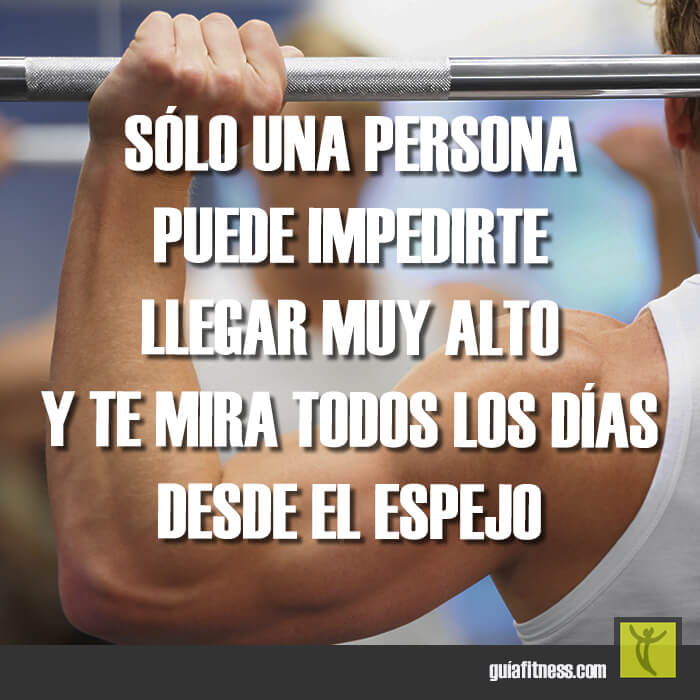 SÓLO UNA PERSONA
PUEDE IMPEDIRTE
LLEGAR MUY ALTO
Y TE MIRA TODOS LOS DÍAS
DESDE EL ESPEJO
guíafitness.com